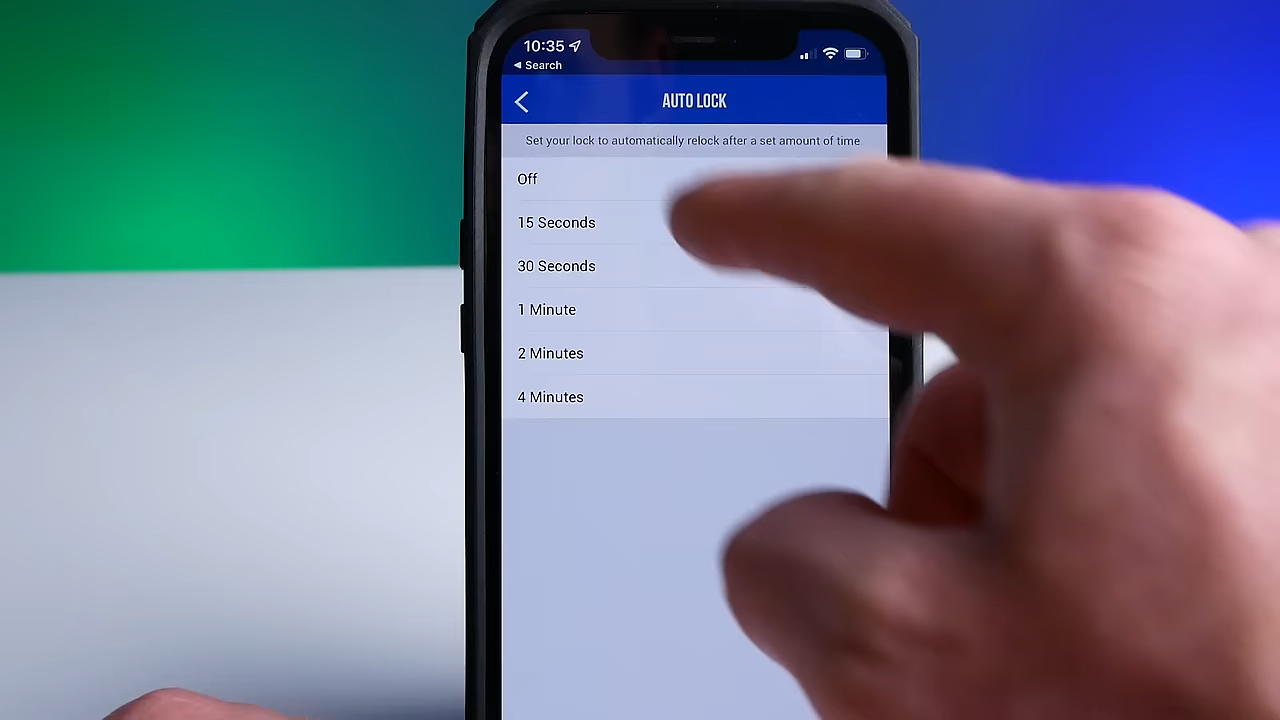 10:35
Search
AUTO LOCK
Set your lock to automatically relock after a set amount of time
Off
15 Seconds
30 Seconds
1 Minute
2 Minutes
4 Minutes